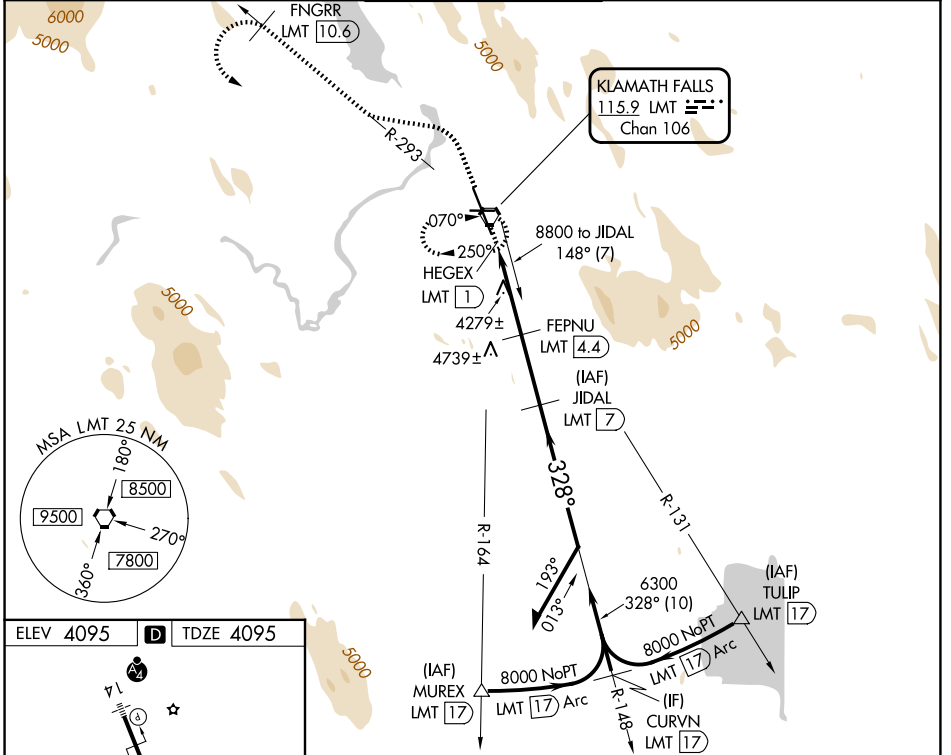 6000
5000
FNGRR
LMT 10.6
5000
KLAMATH FALLS
115.9 LMT
Chan 106
R-293
070°
250°
8800 to JIDAL
148° (7)
HEGEX
LMT 1
4279±
4739±
FEPNU
LMT 4.4
5000
5000
(IAF)
JIDAL
LMT 7
MSA LMT 25 NM
180°
8500
9500
270°
7800
360°
328°
R-164
R-131
193°
013°
6300
328° (10)
(IAF)
TULIP
LMT 17
8000 NoPT
LMT 17 Arc
(IAF)
MUREX
LMT 17
8000 NoPT
LMT 17 Arc
R-148
(IF)
CURVN
LMT 17
5000
ELEV 4095 D TDZE 4095
A4
14
P